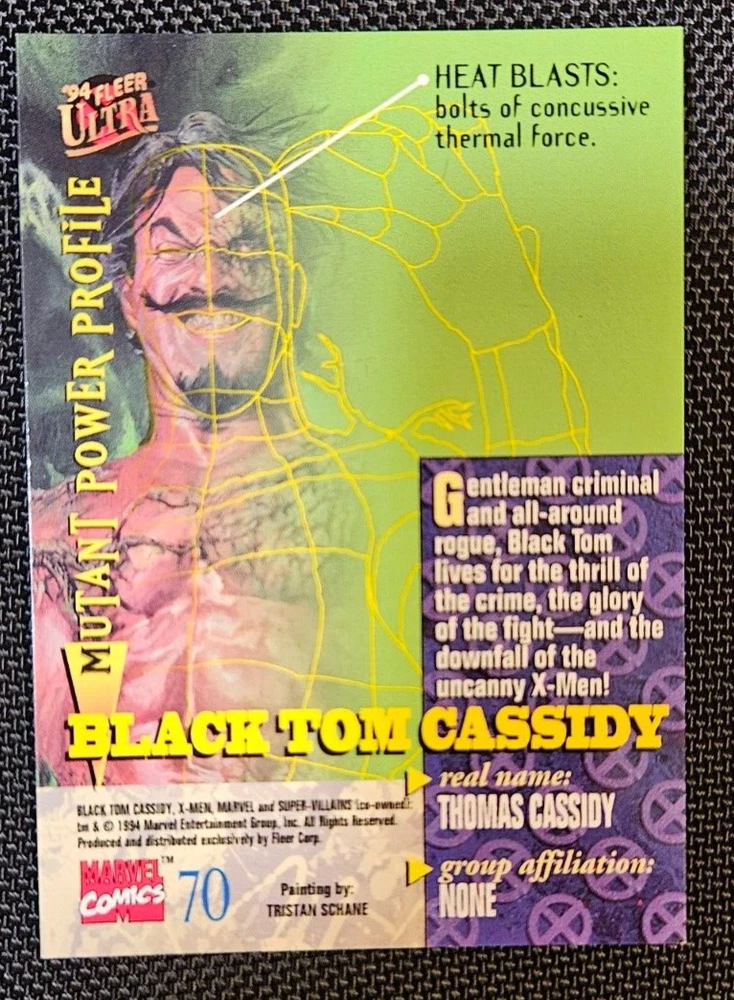 '94 FLEER
ULTRA
HEAT BLASTS:
bolts of concussive
thermal force.
MUTANT POWER PROFILE
Gentleman criminal
and all-around
rogue, Black Tom
lives for the thrill of
the crime, the glory
of the fight—and the
downfall of the
uncanny X-Men!
BLACK TOM CASSIDY
real name:
THOMAS CASSIDY
group affiliation:
NONE
BLACK TOM CASSIDY, X-MEN, MARVEL and SUPER-VILLAINS (co-owned):
tm & © 1994 Marvel Entertainment Group, Inc. All Rights Reserved.
Produced and distributed exclusively by Fleer Corp.
MARVEL™
COMICS
M
70
Painting by:
TRISTAN SCHANE